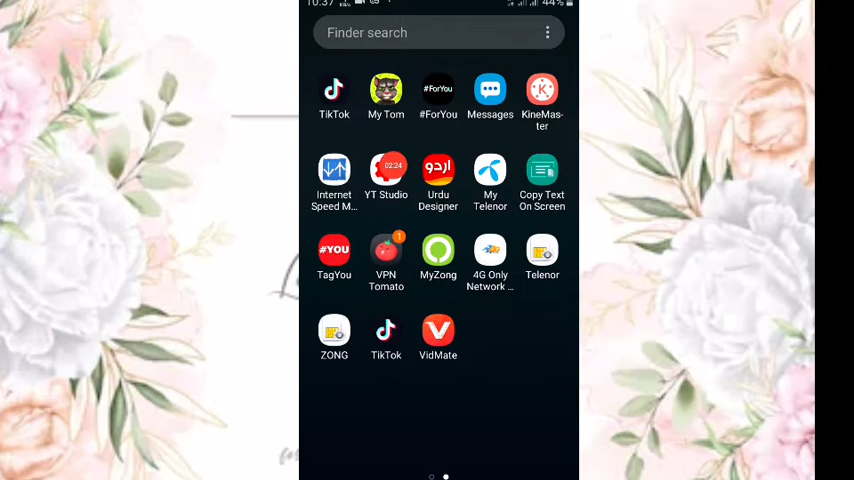 10:37
44%
Finder search
#ForYou
TikTok
My Tom
#ForYou
Messages
KineMas-
ter
02:24
اردو
Internet
Speed M...
YT Studio
Urdu
Designer
My
Telenor
Copy Text
On Screen
#YOU
1
TagYou
VPN
Tomato
MyZong
4G Only
Network ...
Telenor
ZONG
TikTok
VidMate